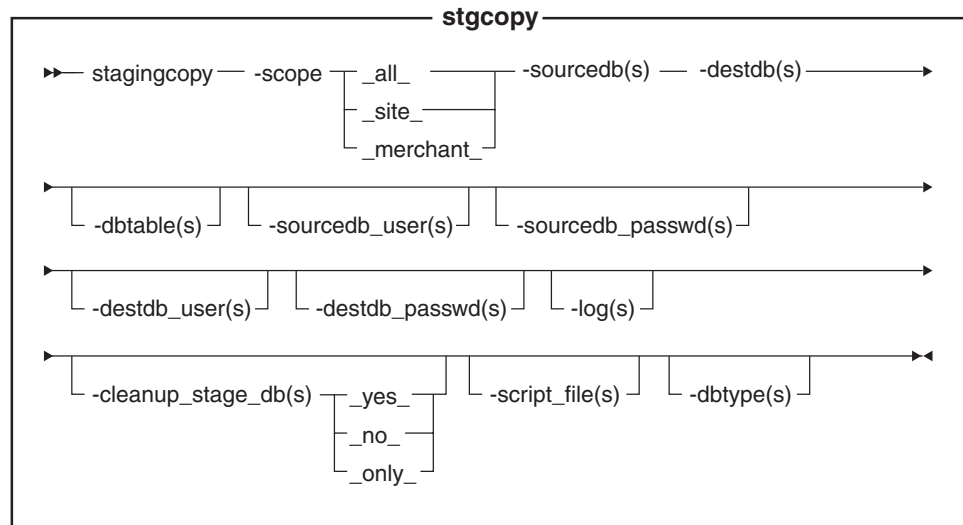 stgcopy
stagingcopy -scope _all_ -sourcedb(s) -destdb(s)
_site_
_merchant_
-dbtable(s) -sourcedb_user(s) -sourcedb_passwd(s)
-destdb_user(s) -destdb_passwd(s) -log(s)
-cleanup_stage_db(s) _yes_ -script_file(s) -dbtype(s)
_no_
_only_